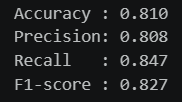 Accuracy : 0.810
Precision: 0.808
Recall   : 0.847
F1-score : 0.827